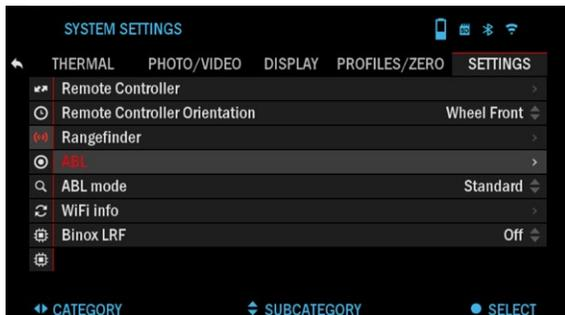 SYSTEM SETTINGS
THERMAL PHOTO/VIDEO DISPLAY PROFILES/ZERO SETTINGS
Remote Controller
Remote Controller Orientation Wheel Front
Rangefinder
ABL
ABL mode Standard
WiFi info
Binox LRF Off
CATEGORY SUBCATEGORY SELECT